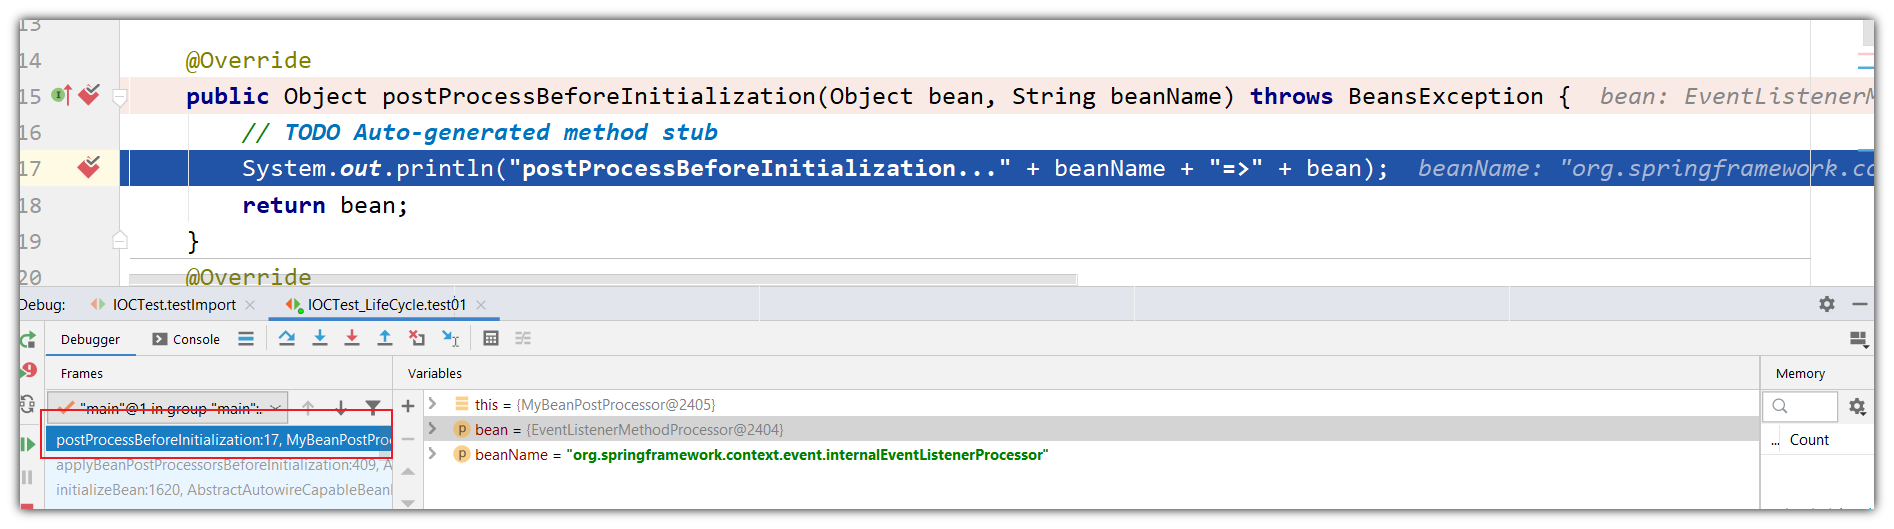 13
14 @Override
15 public Object postProcessBeforeInitialization(Object bean, String beanName) throws BeansException { bean: EventListenerM
16 // TODO Auto-generated method stub
17 System.out.println("postProcessBeforeInitialization..." + beanName + "=>" + bean); beanName: "org.springframework.co
18 return bean;
19 }
20 @Override
Debug: IOCTest.testImport IOCTest_LifeCycle.test01
Debugger Console
Frames Variables Memory
"main"@1 in group "main":
this = {MyBeanPostProcessor@2405}
postProcessBeforeInitialization:17, MyBeanPostPro
bean = {EventListenerMethodProcessor@2404}
... Count
applyBeanPostProcessorsBeforeInitialization:409, A
beanName = "org.springframework.context.event.internalEventListenerProcessor"
initializeBean:1620, AbstractAutowireCapableBean